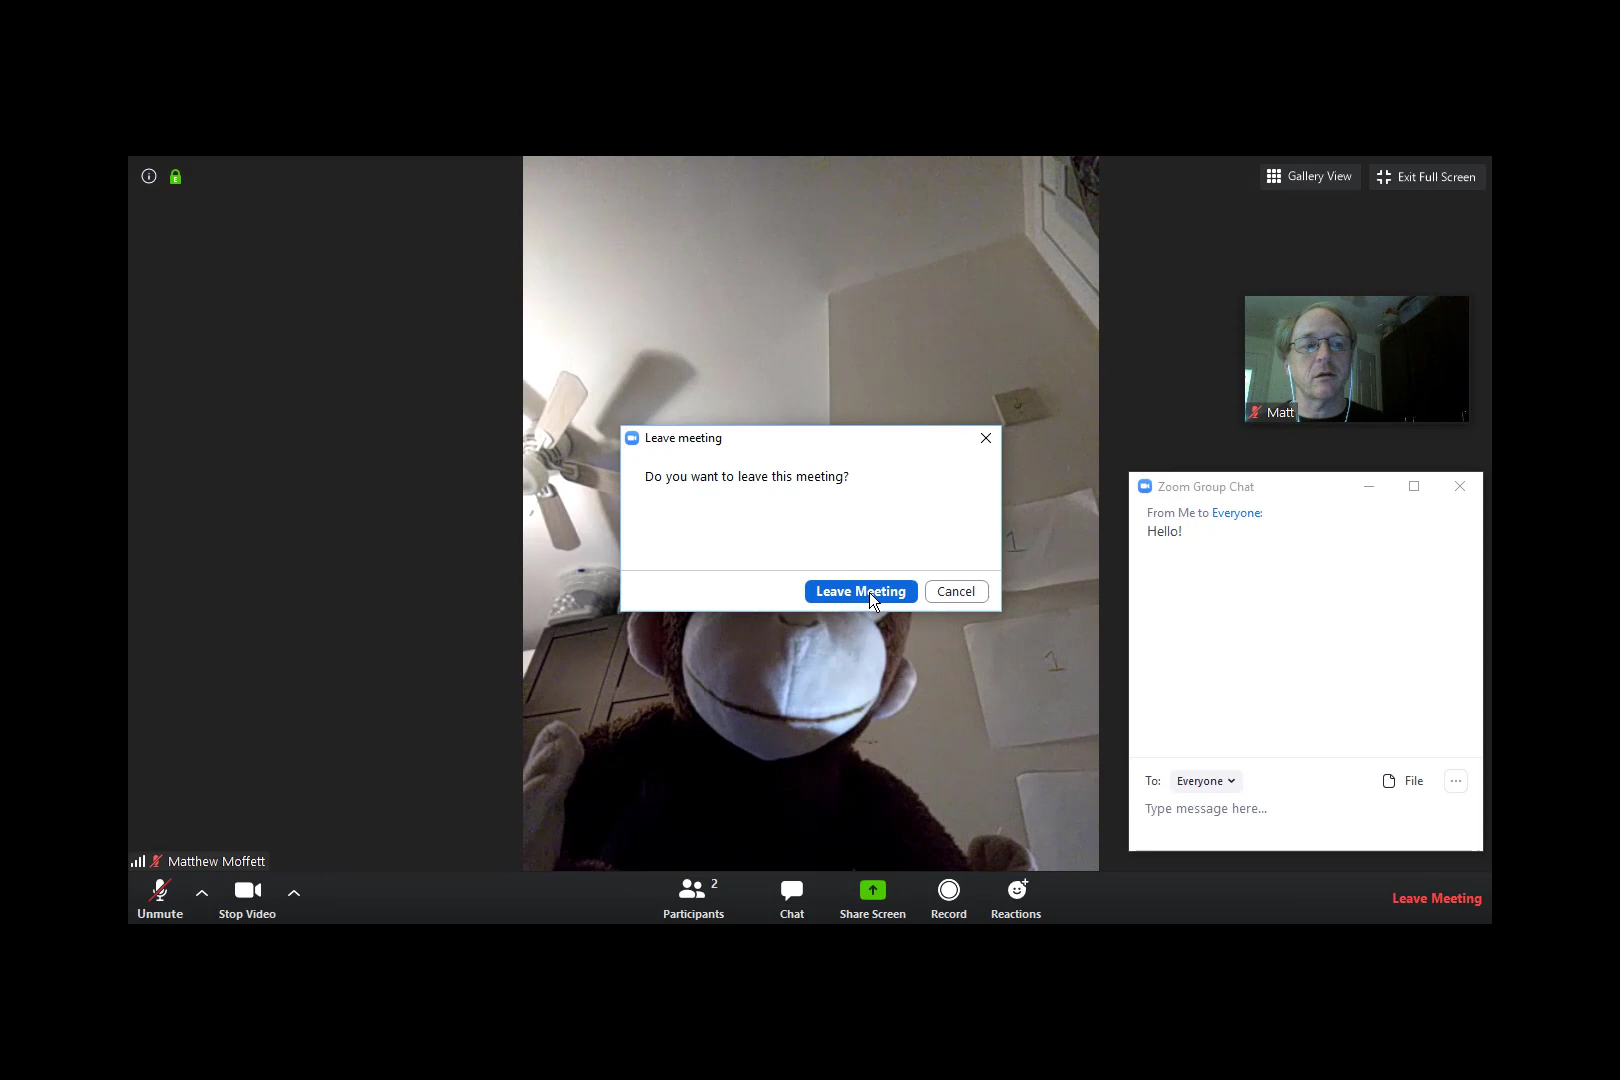 Gallery View
Exit Full Screen
Matt
Leave meeting
Do you want to leave this meeting?
Leave Meeting
Cancel
1
1
Zoom Group Chat
From Me to Everyone:
Hello!
To: Everyone
File
Type message here...
Matthew Moffett
Unmute
Stop Video
2
Participants
Chat
Share Screen
Record
Reactions
Leave Meeting